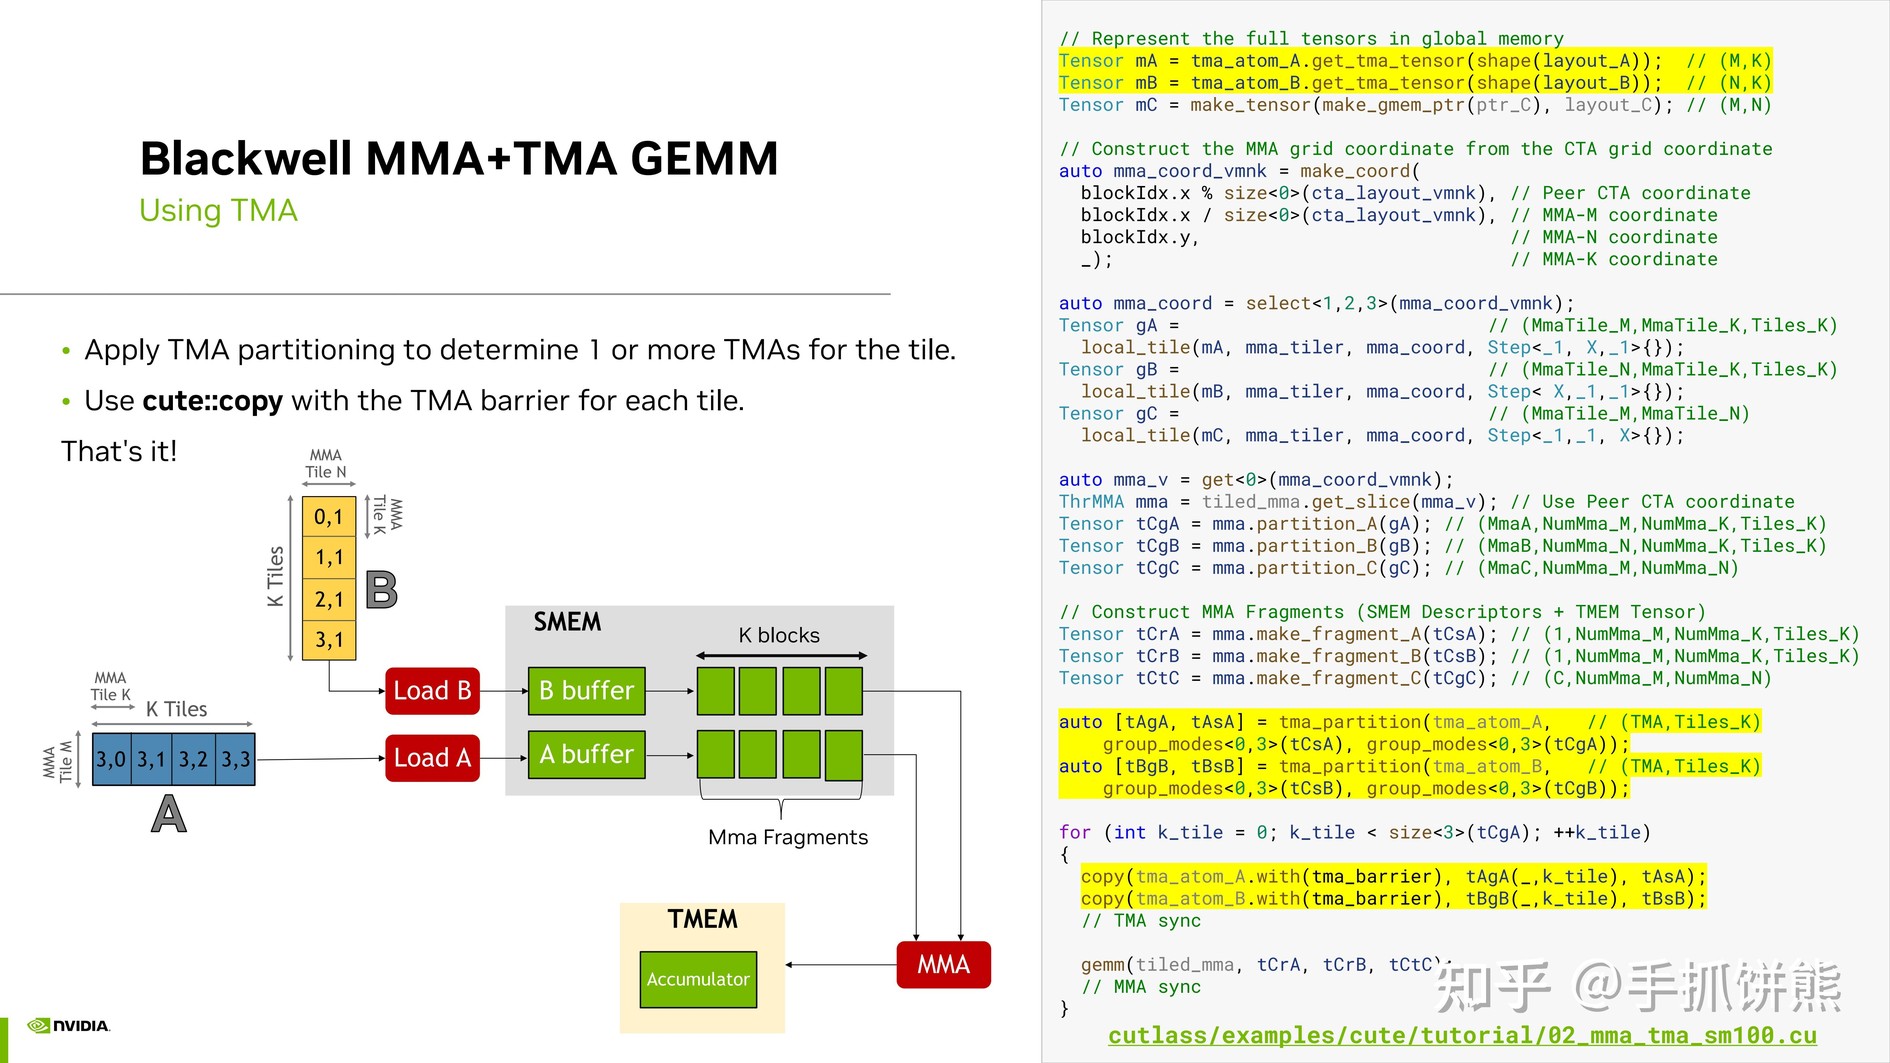 Blackwell MMA+TMA GEMM
Using TMA
• Apply TMA partitioning to determine 1 or more TMAs for the tile.
• Use cute::copy with the TMA barrier for each tile.
That's it!
MMA
Tile N
MMA
Tile K
K Tiles
0,1
1,1
2,1
3,1
B
MMA
Tile K
K Tiles
MMA
Tile M
3,0 3,1 3,2 3,3
A
Load B
Load A
SMEM
K blocks
B buffer
A buffer
Mma Fragments
TMEM
Accumulator
MMA
NVIDIA.
// Represent the full tensors in global memory
Tensor mA = tma_atom_A.get_tma_tensor(shape(layout_A)); // (M,K)
Tensor mB = tma_atom_B.get_tma_tensor(shape(layout_B)); // (N,K)
Tensor mC = make_tensor(make_gmem_ptr(ptr_C), layout_C); // (M,N)
// Construct the MMA grid coordinate from the CTA grid coordinate
auto mma_coord_vmnk = make_coord(
blockIdx.x % size<0>(cta_layout_vmnk), // Peer CTA coordinate
blockIdx.x / size<0>(cta_layout_vmnk), // MMA-M coordinate
blockIdx.y, // MMA-N coordinate
_); // MMA-K coordinate
auto mma_coord = select<1,2,3>(mma_coord_vmnk);
Tensor gA = // (MmaTile_M,MmaTile_K,Tiles_K)
local_tile(mA, mma_tiler, mma_coord, Step<_1, X,_1>{});
Tensor gB = // (MmaTile_N,MmaTile_K,Tiles_K)
local_tile(mB, mma_tiler, mma_coord, Step< X,_1,_1>{});
Tensor gC = // (MmaTile_M,MmaTile_N)
local_tile(mC, mma_tiler, mma_coord, Step<_1,_1, X>{});
auto mma_v = get<0>(mma_coord_vmnk);
ThrMMA mma = tiled_mma.get_slice(mma_v); // Use Peer CTA coordinate
Tensor tCgA = mma.partition_A(gA); // (MmaA,NumMma_M,NumMma_K,Tiles_K)
Tensor tCgB = mma.partition_B(gB); // (MmaB,NumMma_N,NumMma_K,Tiles_K)
Tensor tCgC = mma.partition_C(gC); // (MmaC,NumMma_M,NumMma_N)
// Construct MMA Fragments (SMEM Descriptors + TMEM Tensor)
Tensor tCrA = mma.make_fragment_A(tCsA); // (1,NumMma_M,NumMma_K,Tiles_K)
Tensor tCrB = mma.make_fragment_B(tCsB); // (1,NumMma_M,NumMma_K,Tiles_K)
Tensor tCtC = mma.make_fragment_C(tCgC); // (C,NumMma_M,NumMma_N)
auto [tAgA, tAsA] = tma_partition(tma_atom_A, // (TMA,Tiles_K)
group_modes<0,3>(tCsA), group_modes<0,3>(tCgA));
auto [tBgB, tBsB] = tma_partition(tma_atom_B, // (TMA,Tiles_K)
group_modes<0,3>(tCsB), group_modes<0,3>(tCgB));
for (int k_tile = 0; k_tile < size<3>(tCgA); ++k_tile)
{
copy(tma_atom_A.with(tma_barrier), tAgA(_,k_tile), tAsA);
copy(tma_atom_B.with(tma_barrier), tBgB(_,k_tile), tBsB);
// TMA sync
gemm(tiled_mma, tCrA, tCrB, tCtC);
// MMA sync
}
知乎 @手抓饼熊
cutlass/examples/cute/tutorial/02_mma_tma_sm100.cu